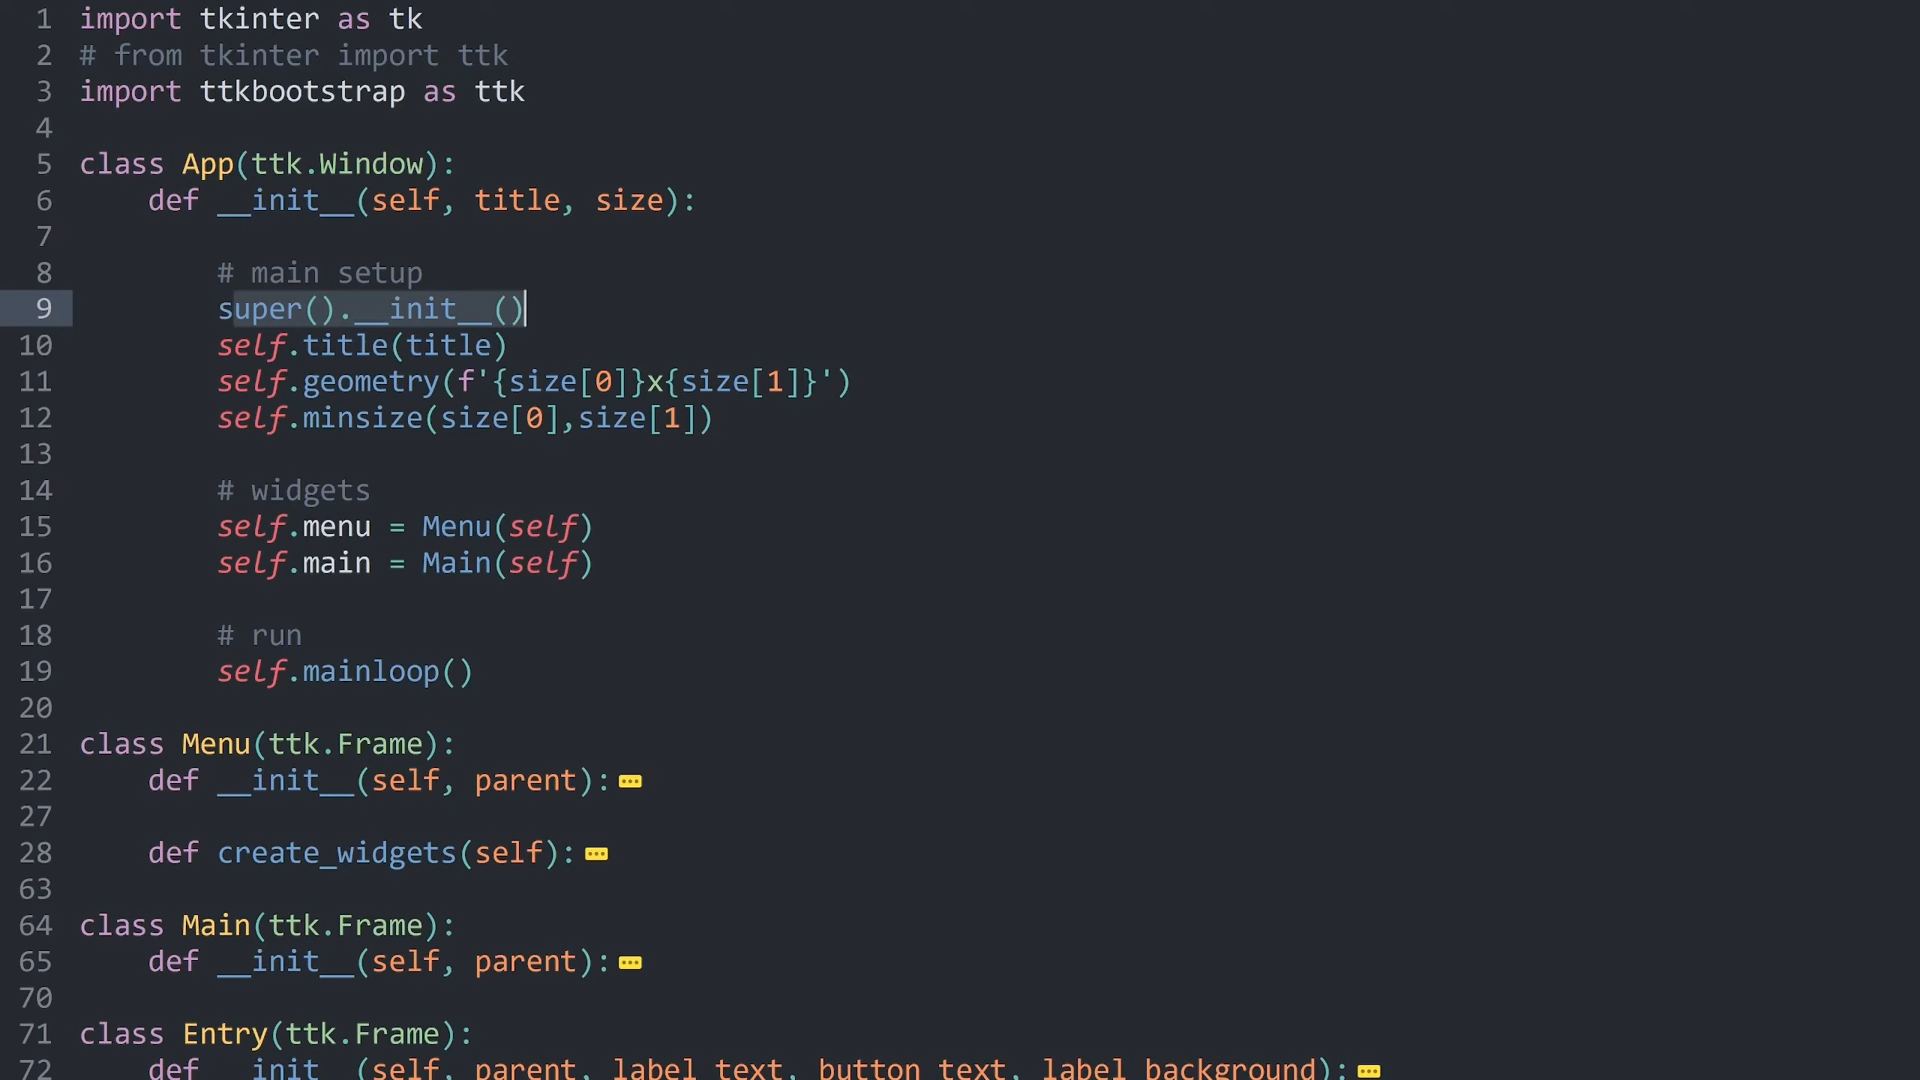 1 import tkinter as tk
2 # from tkinter import ttk
3 import ttkbootstrap as ttk
4
5 class App(ttk.Window):
6     def __init__(self, title, size):
7
8         # main setup
9         super().__init__()
10         self.title(title)
11         self.geometry(f'{size[0]}x{size[1]}')
12         self.minsize(size[0],size[1])
13
14         # widgets
15         self.menu = Menu(self)
16         self.main = Main(self)
17
18         # run
19         self.mainloop()
20
21 class Menu(ttk.Frame):
22     def __init__(self, parent):
27
28     def create_widgets(self):
63
64 class Main(ttk.Frame):
65     def __init__(self, parent):
70
71 class Entry(ttk.Frame):
72     def __init__(self, parent, label_text, button_text, label_background):